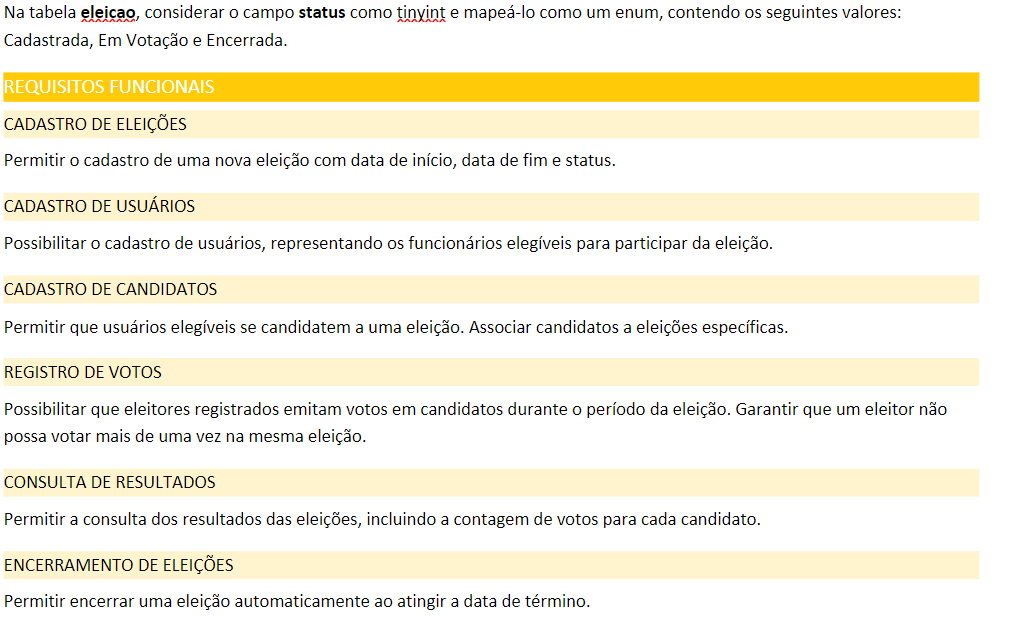 Na tabela eleiçao, considerar o campo status como tinyint e mapeá-lo como um enum, contendo os seguintes valores:
Cadastrada, Em Votação e Encerrada.
REQUISITOS FUNCIONAIS
CADASTRO DE ELEIÇÕES
Permitir o cadastro de uma nova eleição com data de início, data de fim e status.
CADASTRO DE USUÁRIOS
Possibilitar o cadastro de usuários, representando os funcionários elegíveis para participar da eleição.
CADASTRO DE CANDIDATOS
Permitir que usuários elegíveis se candidatem a uma eleição. Associar candidatos a eleições específicas.
REGISTRO DE VOTOS
Possibilitar que eleitores registrados emitam votos em candidatos durante o período da eleição. Garantir que um eleitor não
possa votar mais de uma vez na mesma eleição.
CONSULTA DE RESULTADOS
Permitir a consulta dos resultados das eleições, incluindo a contagem de votos para cada candidato.
ENCERRAMENTO DE ELEIÇÕES
Permitir encerrar uma eleição automaticamente ao atingir a data de término.